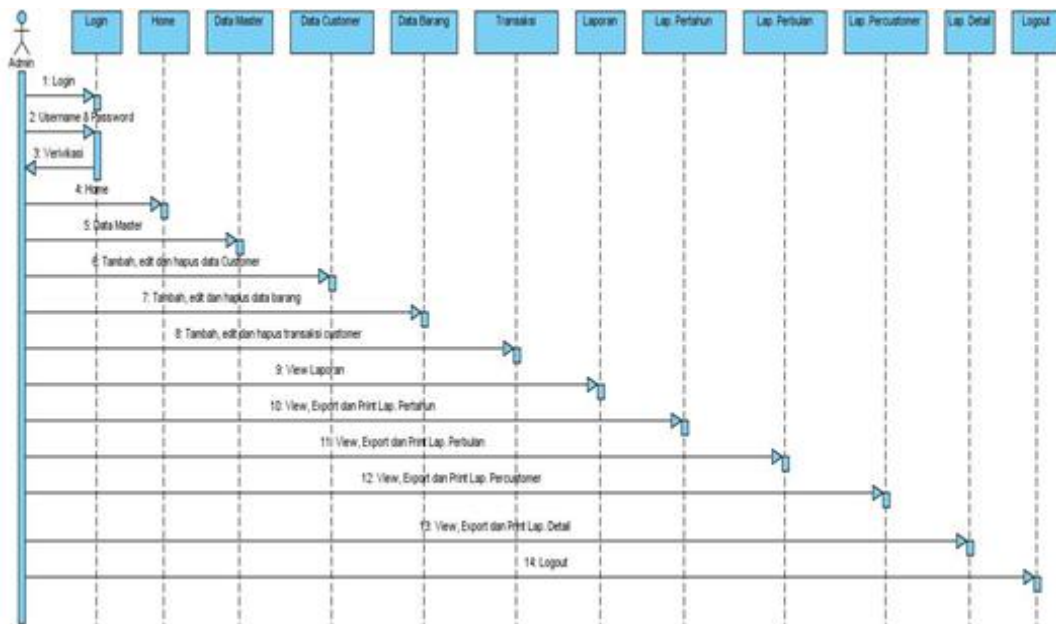 Login
Home
Data Master
Data Customer
Data Barang
Transaksi
Laporan
Lap. Pertahun
Lap. Perbulan
Lap. Percustomer
Lap. Detail
Logout
Admin
1: Login
2: Username & Password
3: Verivikasi
4: Home
5: Data Master
6: Tambah, edit dan hapus data Customer
7: Tambah, edit dan hapus data barang
8: Tambah, edit dan hapus transaksi customer
9: View Laporan
10: View, Export dan Print Lap. Pertahun
11: View, Export dan Print Lap. Perbulan
12: View, Export dan Print Lap. Percustomer
13: View, Export dan Print Lap. Detail
14: Logout